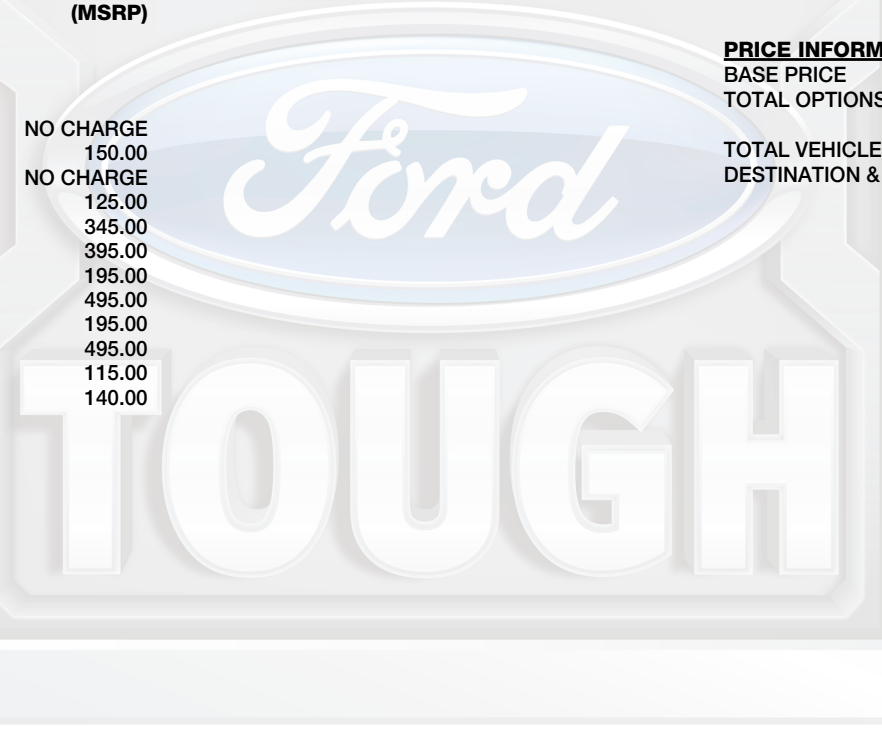 (MSRP)
NO CHARGE
150.00
NO CHARGE
125.00
345.00
395.00
195.00
495.00
195.00
495.00
115.00
140.00
PRICE INFORM
BASE PRICE
TOTAL OPTIONS
TOTAL VEHICLE
DESTINATION &
Ford
TOUGH